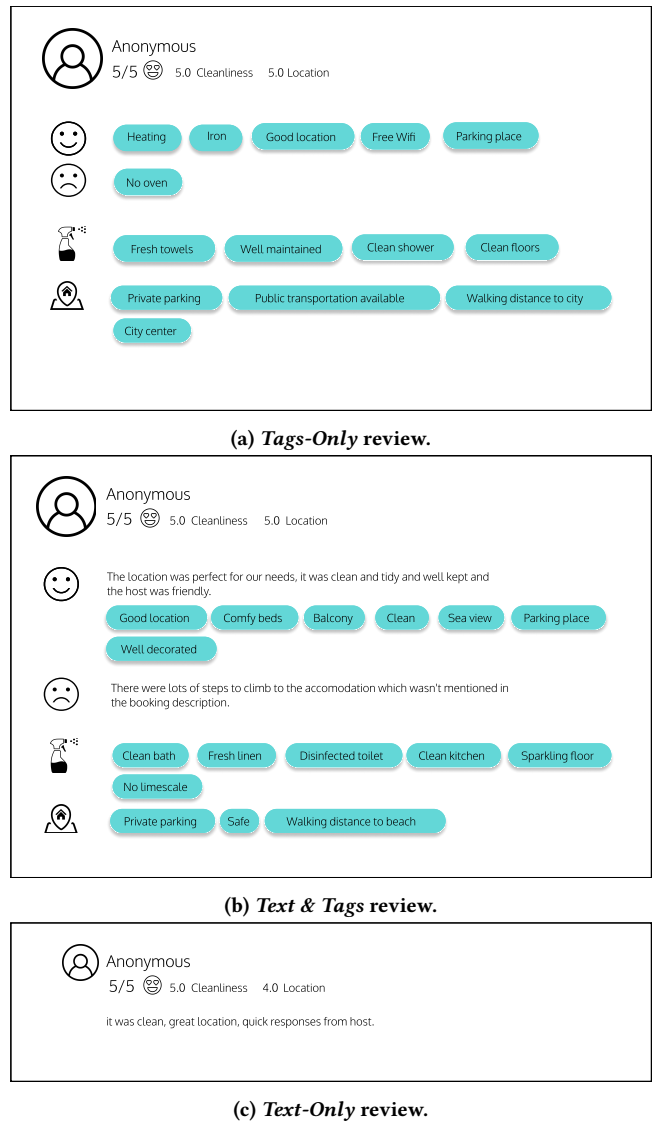 Anonymous
5/5 5.0 Cleanliness 5.0 Location
Heating Iron Good location Free Wifi Parking place
No oven
Fresh towels Well maintained Clean shower Clean floors
Private parking Public transportation available Walking distance to city
City center
(a) Tags-Only review.
Anonymous
5/5 5.0 Cleanliness 5.0 Location
The location was perfect for our needs, it was clean and tidy and well kept and
the host was friendly.
Good location Comfy beds Balcony Clean Sea view Parking place
Well decorated
There were lots of steps to climb to the accomodation which wasn't mentioned in
the booking description.
Clean bath Fresh linen Disinfected toilet Clean kitchen Sparkling floor
No limescale
Private parking Safe Walking distance to beach
(b) Text & Tags review.
Anonymous
5/5 5.0 Cleanliness 4.0 Location
it was clean, great location, quick responses from host.
(c) Text-Only review.